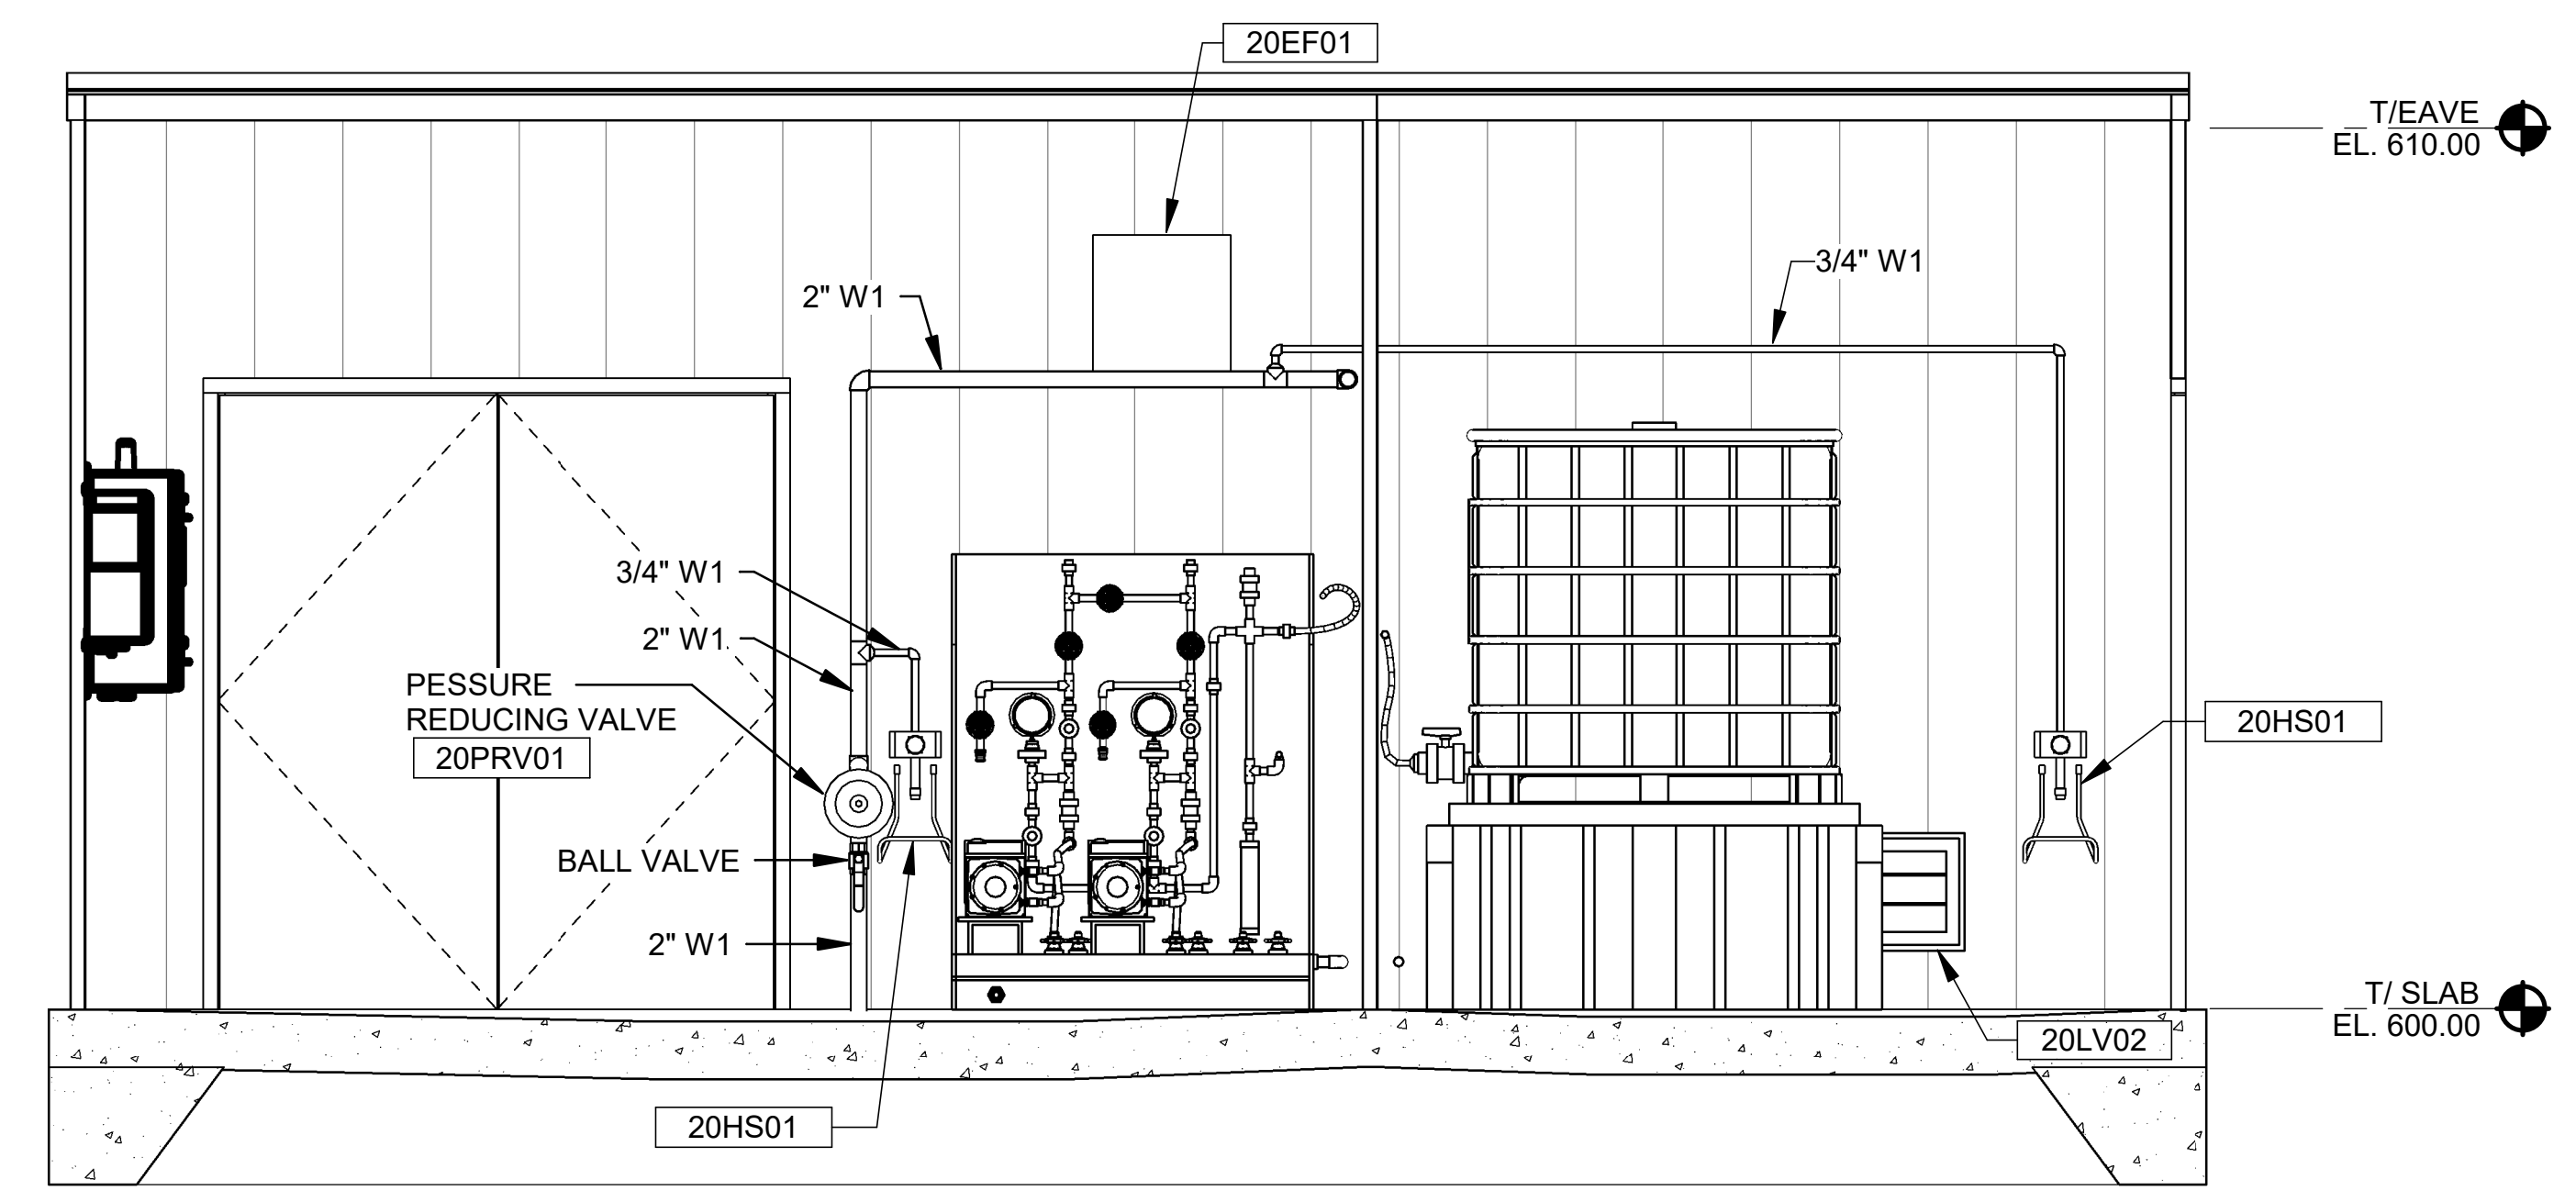 20EF01
T/EAVE
EL. 610.00
3/4" W1
2" W1
3/4" W1
2" W1
PESSURE
REDUCING VALVE
20PRV01
20HS01
BALL VALVE
2" W1
T/ SLAB
EL. 600.00
20LV02
20HS01